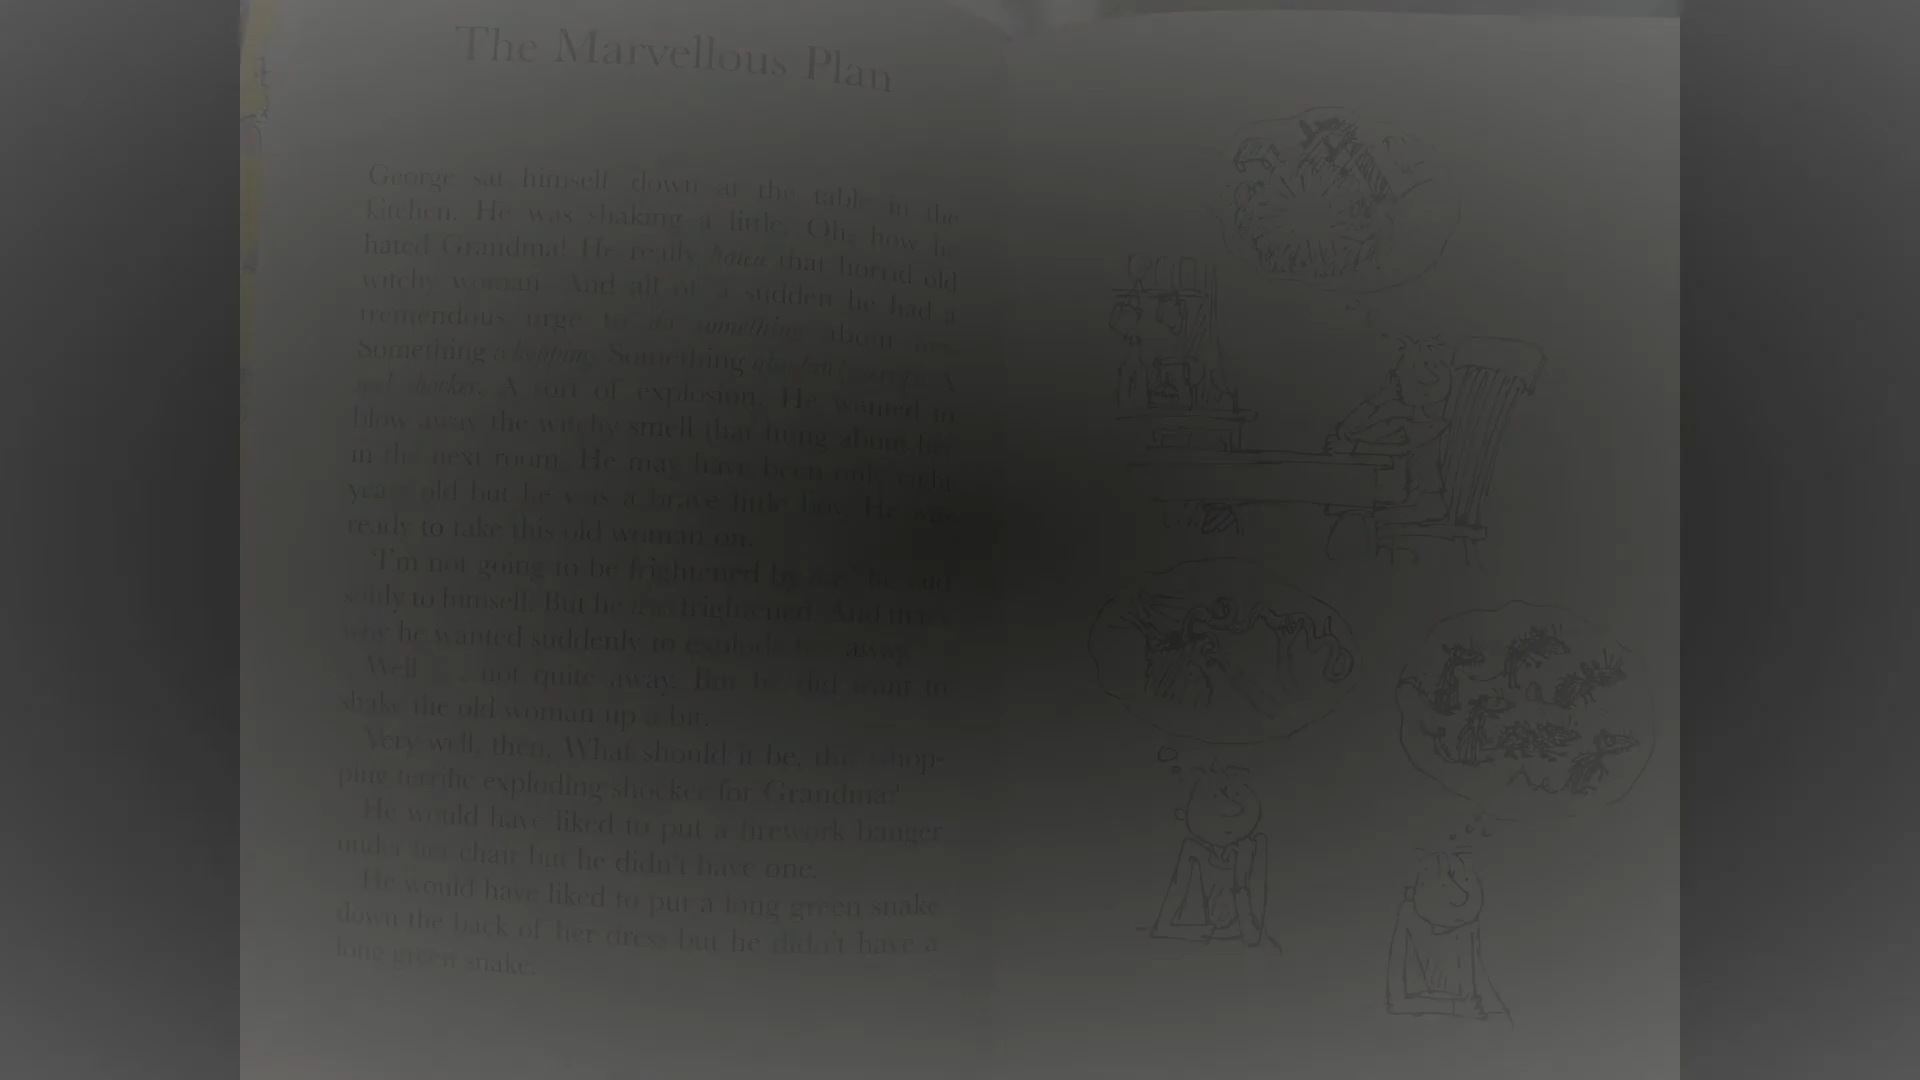 The Marvellous Plan
George sat himself down at the table in the
kitchen. He was shaking a little. Oh, how he
hated Grandma! He really hated that horrid old
witchy woman. And all of a sudden he had a
tremendous urge to do something about her.
Something whopping. Something absolutely terrific. A
real shocker. A sort of explosion. He wanted to
blow away the witchy smell that hung about her
in the next room. He may have been only eight
years old but he was a brave little boy. He was
ready to take this old woman on.
'I'm not going to be frightened by her,' he said
softly to himself. But he was frightened. And that's
why he wanted suddenly to explode her away.
Well . . . not quite away. But he did want to
shake the old woman up a bit.
Very well, then. What should it be, this whop-
ping terrific exploding shocker for Grandma?
He would have liked to put a firework banger
under her chair but he didn't have one.
He would have liked to put a long green snake
down the back of her dress but he didn't have a
long green snake.